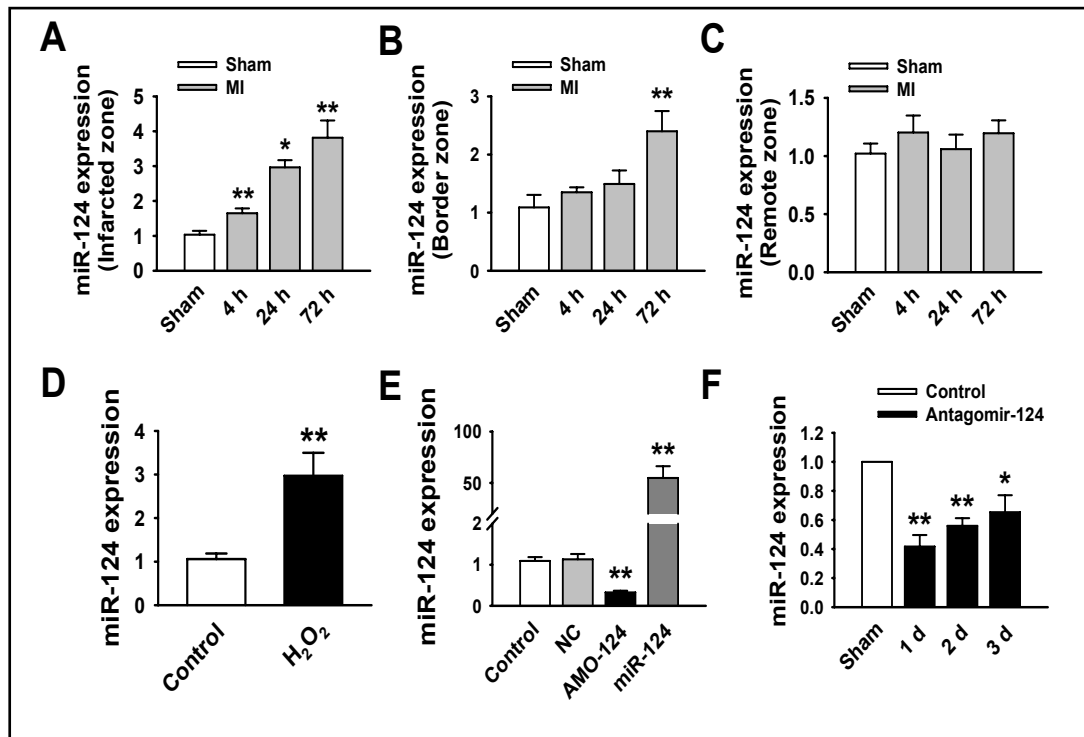 A
Sham
MI
miR-124 expression
(Infarcted zone)
5
4
3
2
1
0
**
*
**
Sham
4 h
24 h
72 h
B
Sham
MI
miR-124 expression
(Border zone)
3
2
1
0
**
Sham
4 h
24 h
72 h
C
Sham
MI
miR-124 expression
(Remote zone)
1.5
1.0
0.5
0.0
Sham
4 h
24 h
72 h
D
miR-124 expression
4
3
2
1
0
**
Control
H₂O₂
E
miR-124 expression
100
50
2
1
0
**
**
Control
NC
AMO-124
miR-124
F
Control
Antagomir-124
miR-124 expression
1.2
1.0
0.8
0.6
0.4
0.2
0.0
**
**
*
Sham
1 d
2 d
3 d